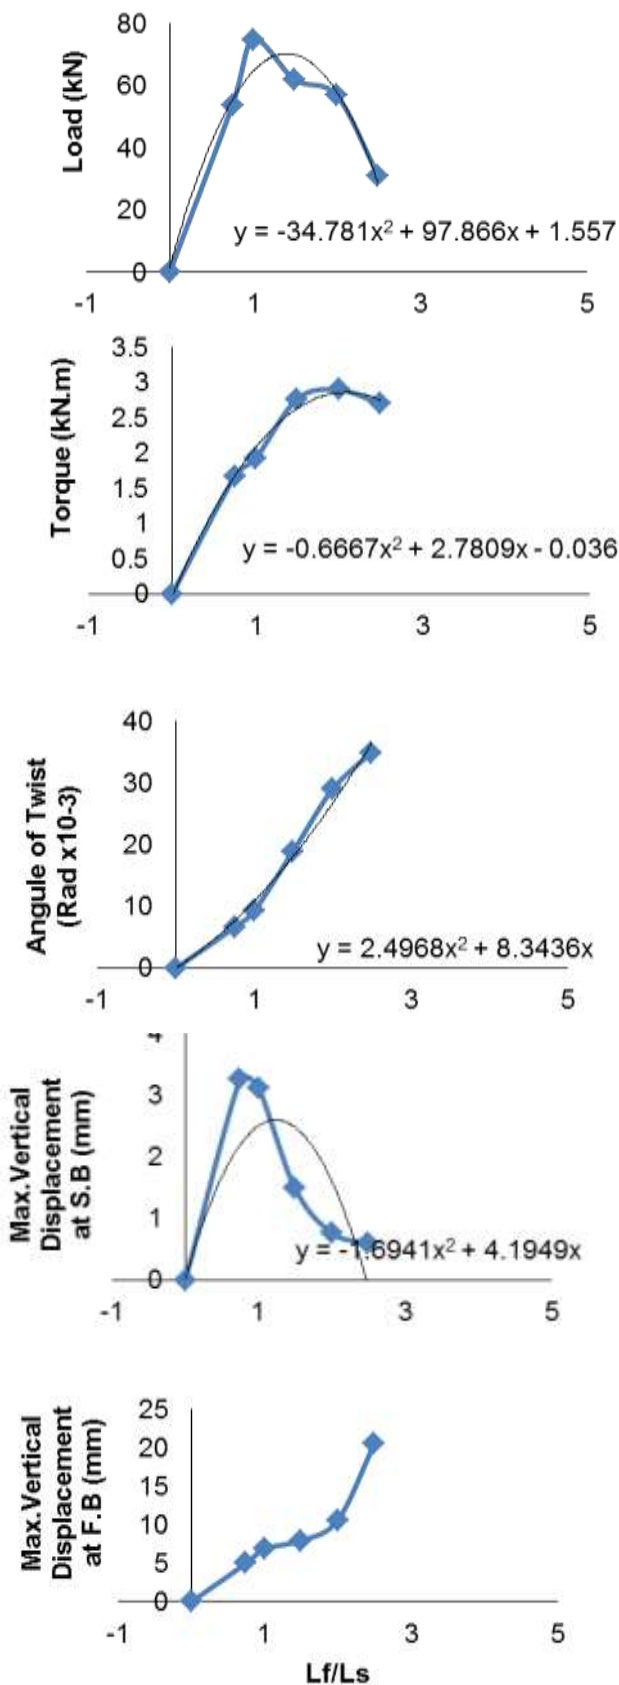 80
60
40
20
0
Load (kN)
y = -34.781x² + 97.866x + 1.557
-1 1 3 5
3.5
3
2.5
2
1.5
1
0.5
0
Torque (kN.m)
y = -0.6667x² + 2.7809x - 0.036
-1 1 3 5
40
30
20
10
0
Angule of Twist
(Rad x10-3)
y = 2.4968x² + 8.3436x
-1 1 3 5
4
3
2
1
0
Max.Vertical
Displacement
at S.B (mm)
y = -1.6941x² + 4.1949x
-1 1 3 5
25
20
15
10
5
0
Max.Vertical
Displacement
at F.B (mm)
-1 1 3 5
Lf/Ls